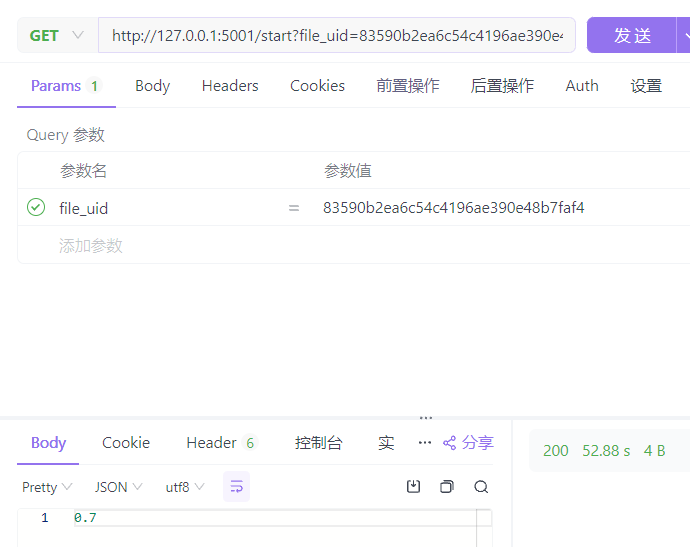 GET http://127.0.0.1:5001/start?file_uid=83590b2ea6c54c4196ae390e4 发 送
Params 1 Body Headers Cookies 前置操作 后置操作 Auth 设置
Query 参数
参数名 参数值
file_uid = 83590b2ea6c54c4196ae390e48b7faf4
添加参数
Body Cookie Header 6 控制台 实 ··· 分享
200 52.88 s 4 B
Pretty JSON utf8
1 0.7